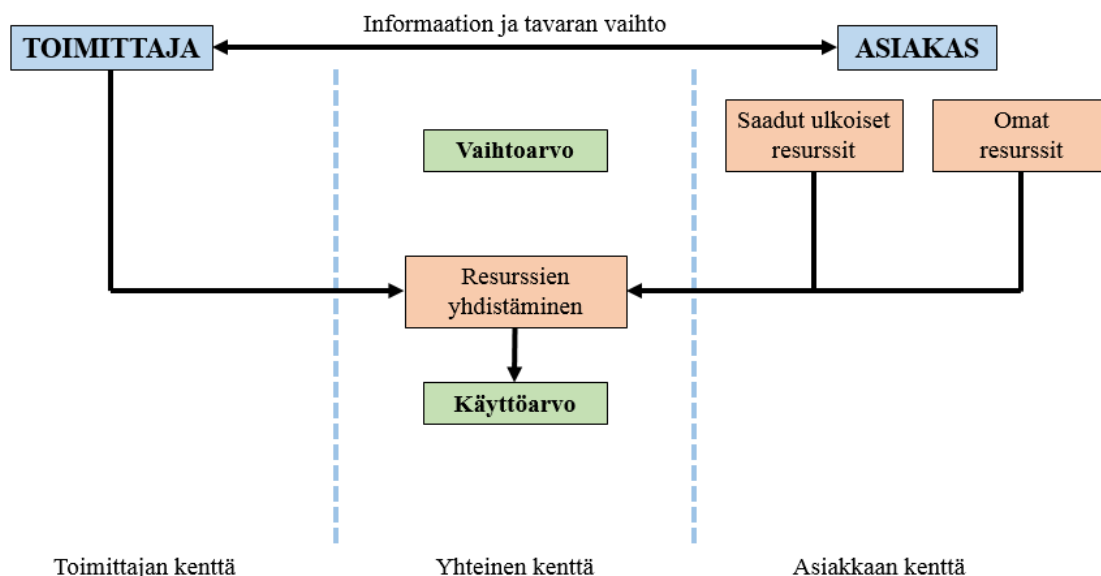 Informaation ja tavaran vaihto
TOIMITTAJA
ASIAKAS
Saadut ulkoiset
resurssit
Omat
resurssit
Vaihtoarvo
Resurssien
yhdistäminen
Käyttöarvo
Toimittajan kenttä
Yhteinen kenttä
Asiakkaan kenttä